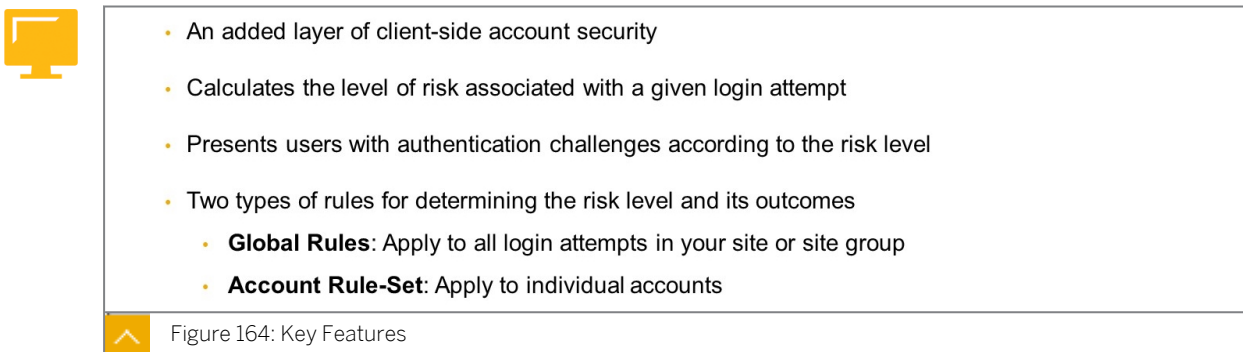 • An added layer of client-side account security
• Calculates the level of risk associated with a given login attempt
• Presents users with authentication challenges according to the risk level
• Two types of rules for determining the risk level and its outcomes
• Global Rules: Apply to all login attempts in your site or site group
• Account Rule-Set: Apply to individual accounts
Figure 164: Key Features